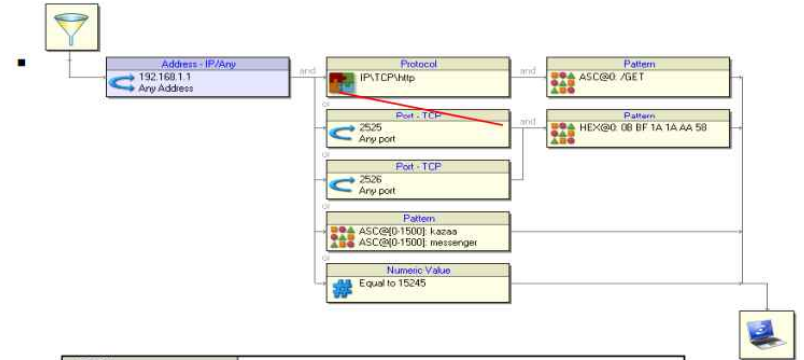 Address - IP/Any
192.168.1.1
Any Address
and
Protocol
IP\TCP\http
and
Pattern
ASC@0: /GET
or
Port - TCP
2525
Any port
and
Pattern
HEX@0: 0B BF 1A 1A AA 58
or
Port - TCP
2526
Any port
or
Pattern
ASC@[0-1500]: kazaa
ASC@[0-1500]: messenger
or
Numeric Value
Equal to 15245